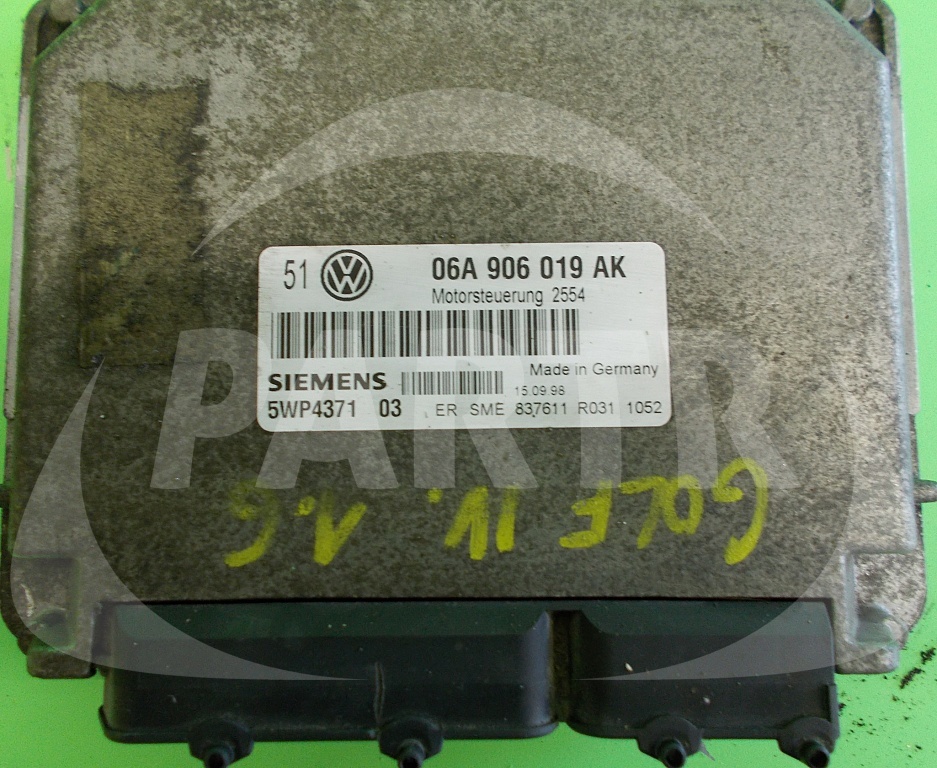 51 VW 06A 906 019 AK
Motorsteuerung 2554
Made in Germany
SIEMENS 15.09.98
5WP4371 03 ER SME 837611 R031 1052
PARTR
GOLF IV. 1.6